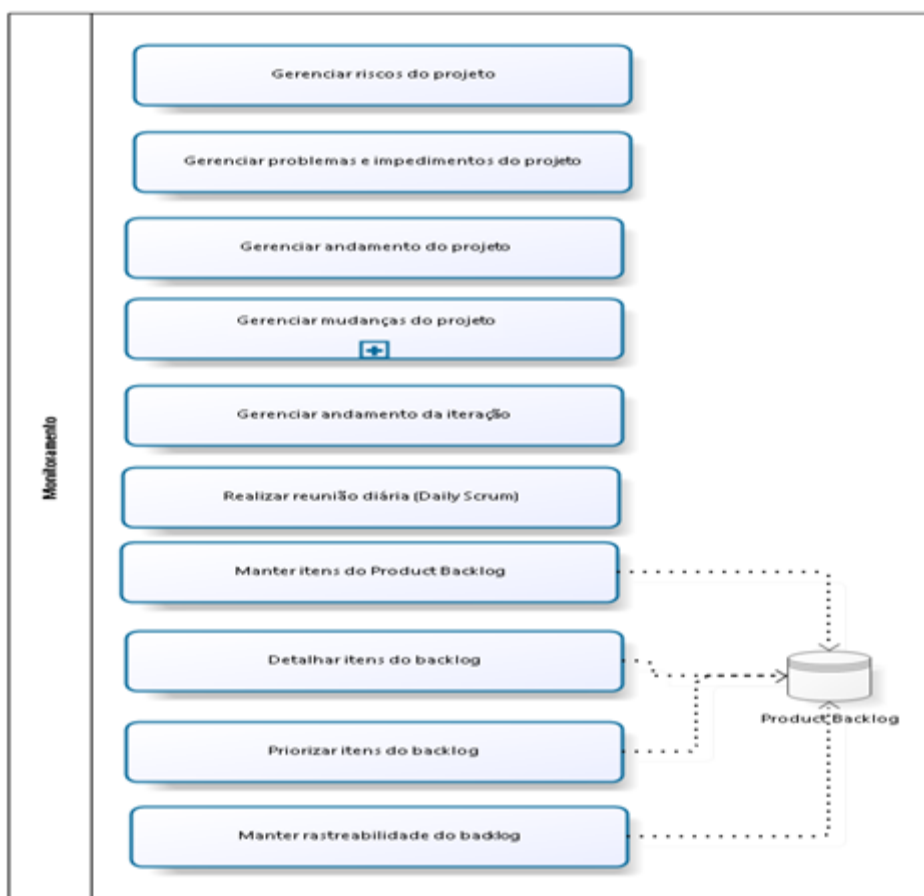 Monitoramento
Gerenciar riscos do projeto
Gerenciar problemas e impedimentos do projeto
Gerenciar andamento do projeto
Gerenciar mudanças do projeto
Gerenciar andamento da iteração
Realizar reunião diária (Daily Scrum)
Manter itens do Product Backlog
Detalhar itens do backlog
Product Backlog
Priorizar itens do backlog
Manter rastreabilidade do backlog